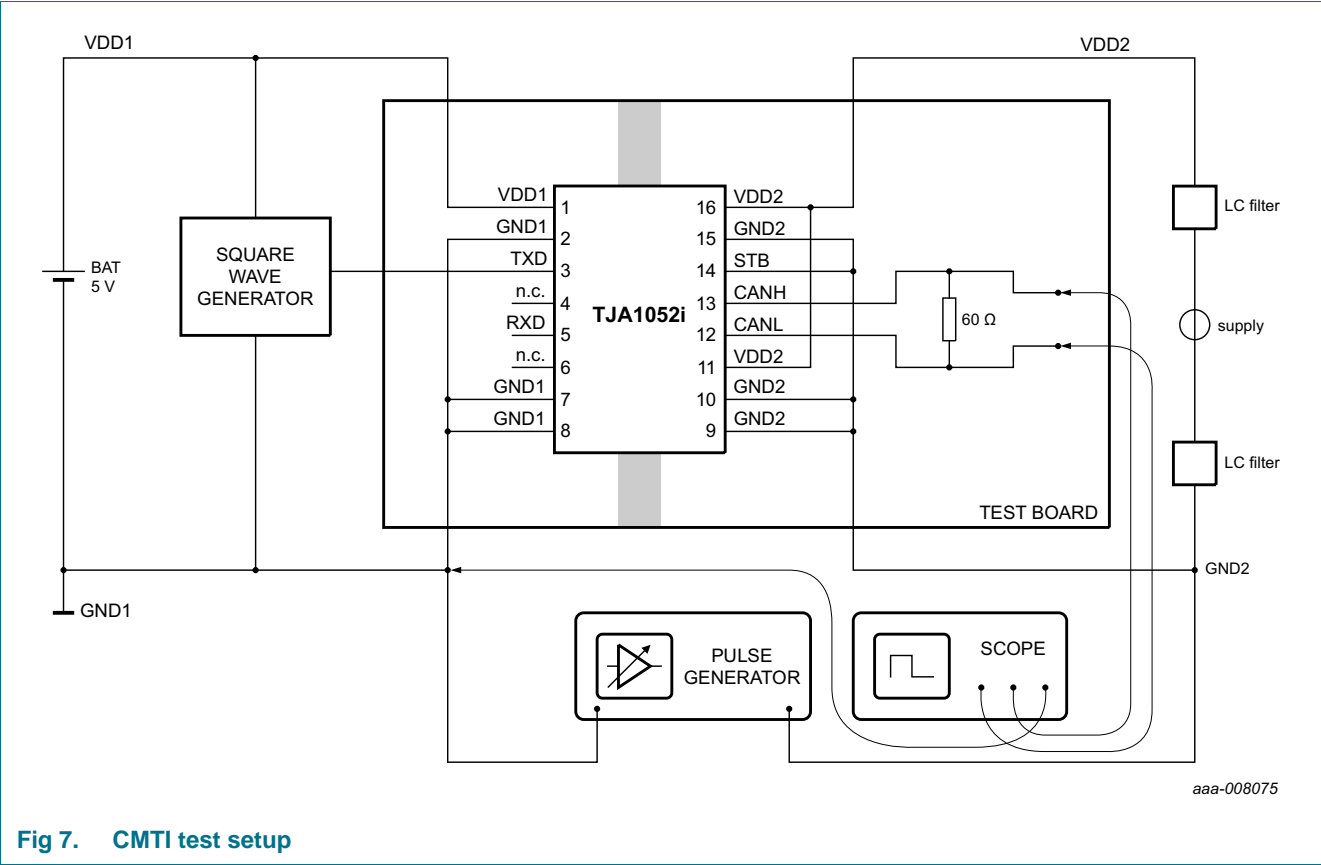 VDD1
VDD2
BAT
5 V
SQUARE
WAVE
GENERATOR
VDD1
GND1
TXD
n.c.
RXD
n.c.
GND1
GND1
1
2
3
4
5
6
7
8
TJA1052i
16
15
14
13
12
11
10
9
VDD2
GND2
STB
CANH
CANL
VDD2
GND2
GND2
60 Ω
LC filter
supply
LC filter
TEST BOARD
GND2
GND1
PULSE
GENERATOR
SCOPE
aaa-008075
Fig 7. CMTI test setup